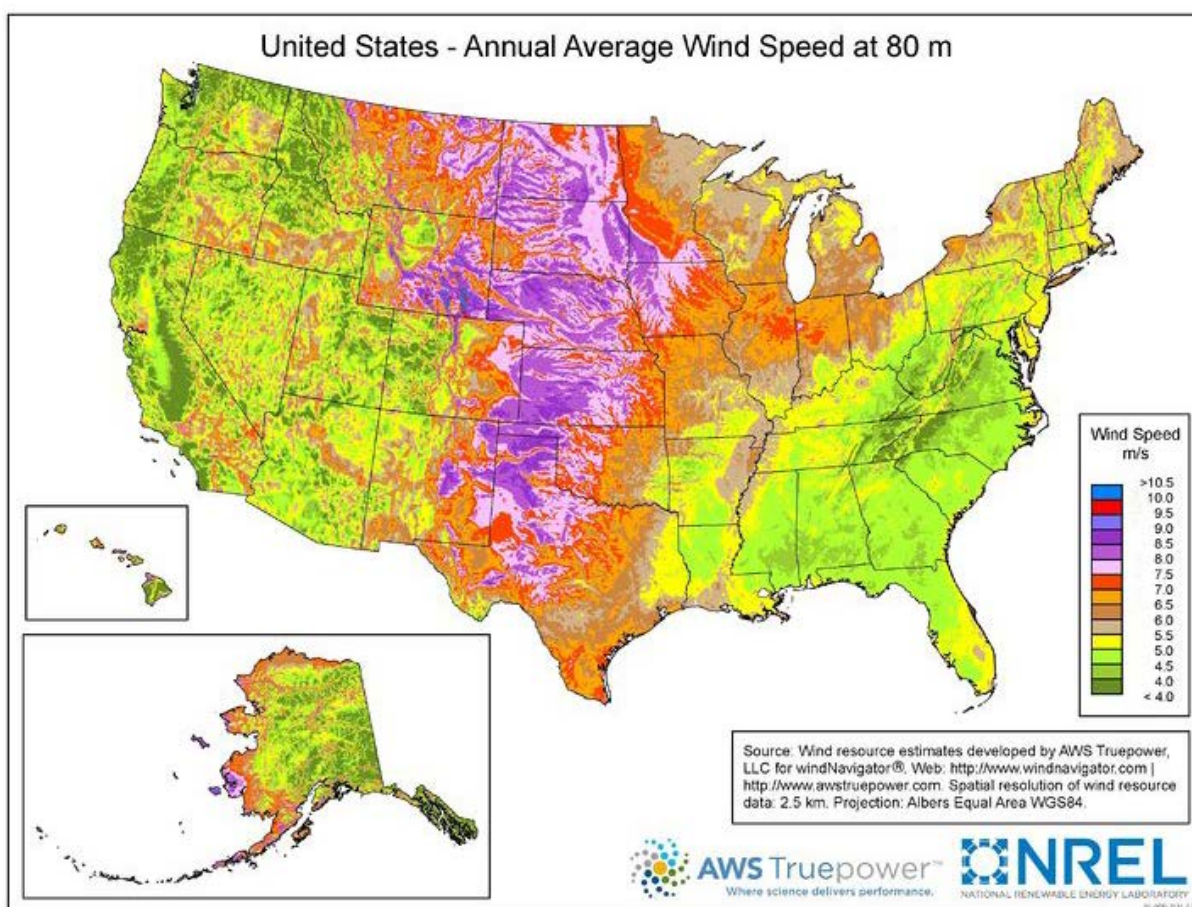 United States - Annual Average Wind Speed at 80 m
Wind Speed
m/s
>10.5
10.0
9.5
9.0
8.5
8.0
7.5
7.0
6.5
6.0
5.5
5.0
4.5
4.0
< 4.0
Source: Wind resource estimates developed by AWS Truepower,
LLC for windNavigator®. Web: http://www.windnavigator.com |
http://www.awstruepower.com. Spatial resolution of wind resource
data: 2.5 km. Projection: Albers Equal Area WGS84.
AWS Truepower™
Where science delivers performance.
NREL
NATIONAL RENEWABLE ENERGY LABORATORY